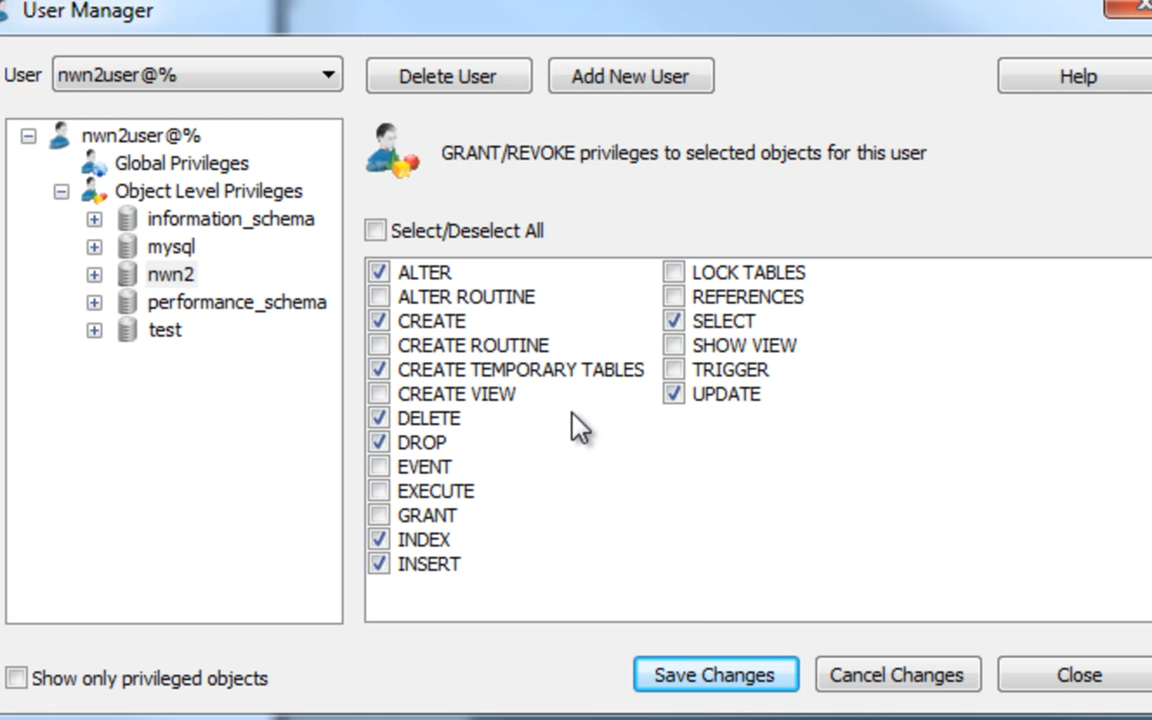 User Manager
User nwn2user@% Delete User Add New User Help
nwn2user@%
Global Privileges
Object Level Privileges
information_schema
mysql
nwn2
performance_schema
test
GRANT/REVOKE privileges to selected objects for this user
Select/Deselect All
ALTER
ALTER ROUTINE
CREATE
CREATE ROUTINE
CREATE TEMPORARY TABLES
CREATE VIEW
DELETE
DROP
EVENT
EXECUTE
GRANT
INDEX
INSERT
LOCK TABLES
REFERENCES
SELECT
SHOW VIEW
TRIGGER
UPDATE
Show only privileged objects
Save Changes Cancel Changes Close